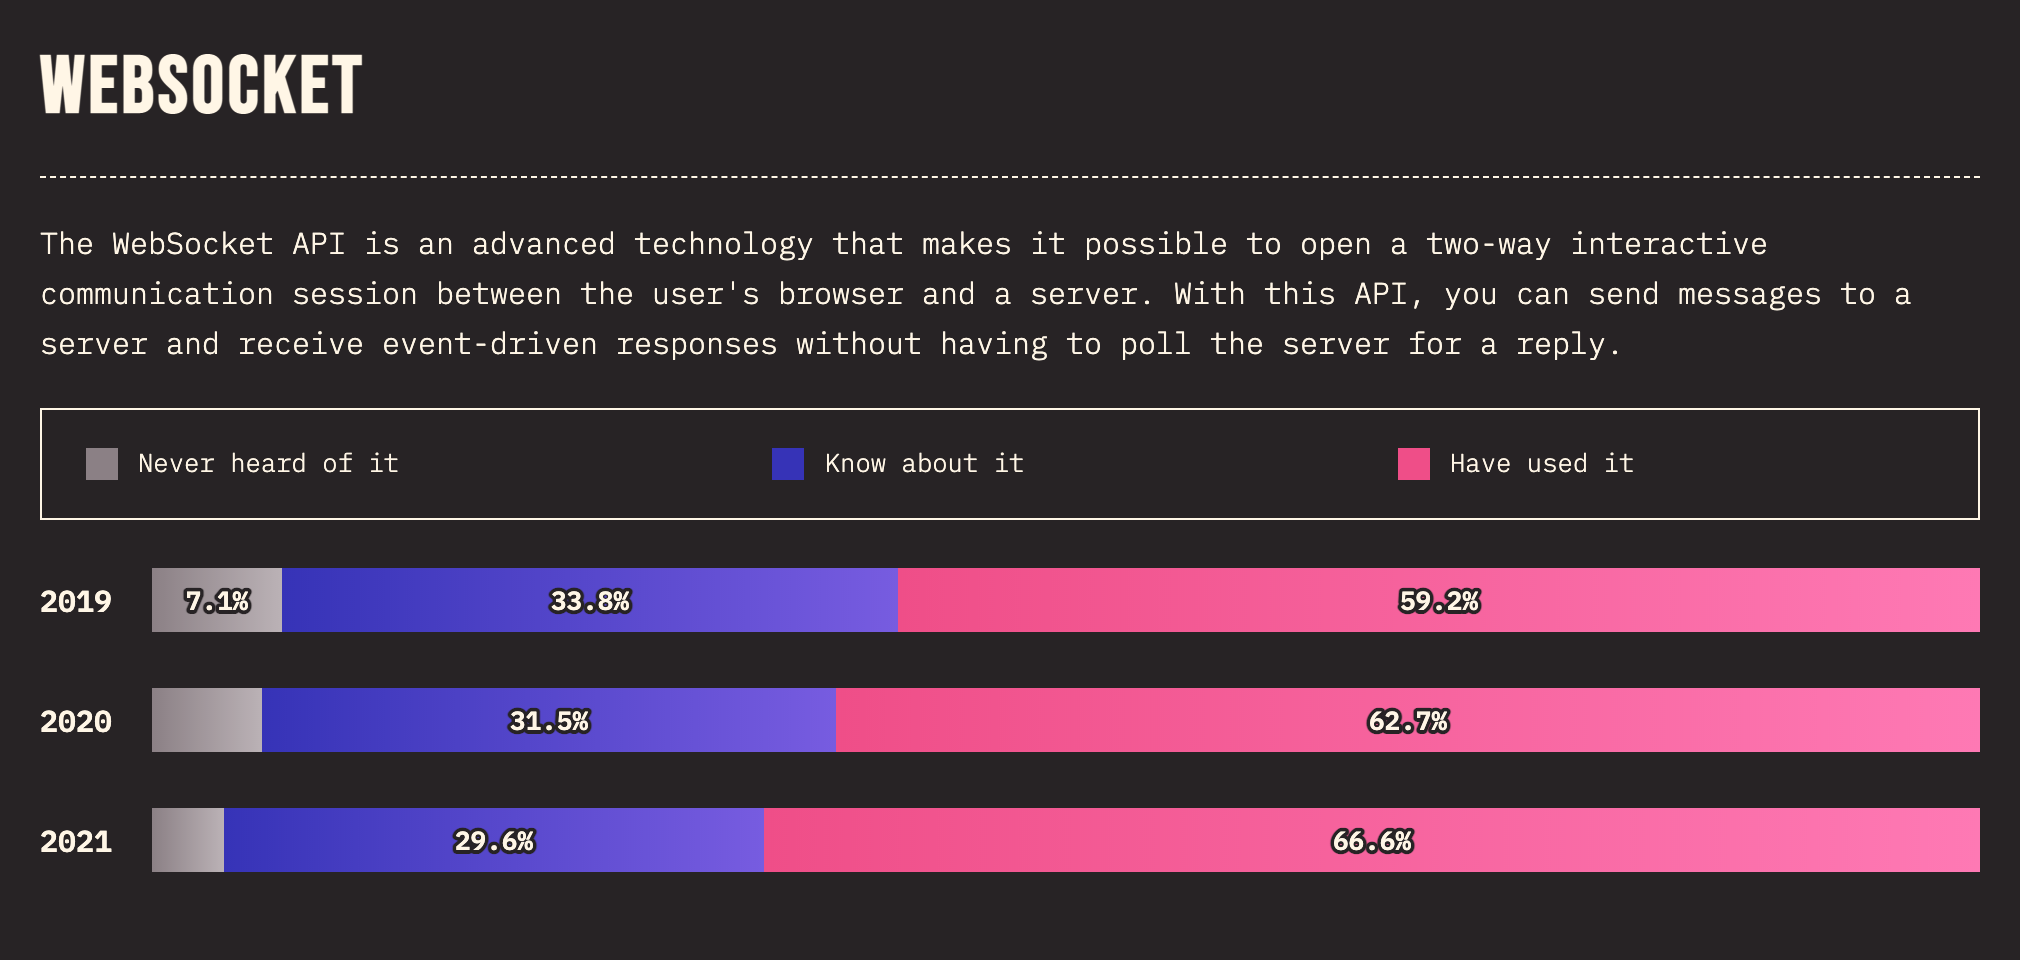 WEBSOCKET
The WebSocket API is an advanced technology that makes it possible to open a two-way interactive
communication session between the user's browser and a server. With this API, you can send messages to a
server and receive event-driven responses without having to poll the server for a reply.
Never heard of it Know about it Have used it
2019 7.1% 33.8% 59.2%
2020 31.5% 62.7%
2021 29.6% 66.6%